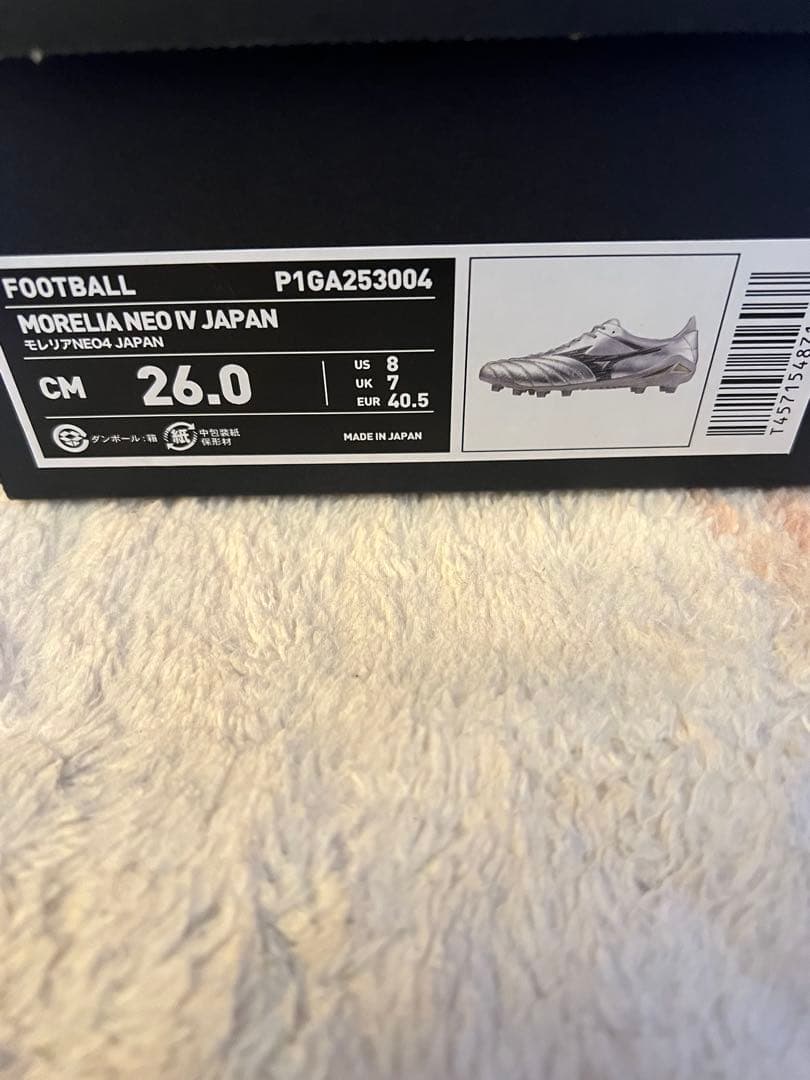 FOOTBALL P1GA253004
MORELIA NEO IV JAPAN
モレリアNEO4 JAPAN
CM 26.0
US 8
UK 7
EUR 40.5
ダンボール:箱
紙
中包装紙
保形材
MADE IN JAPAN